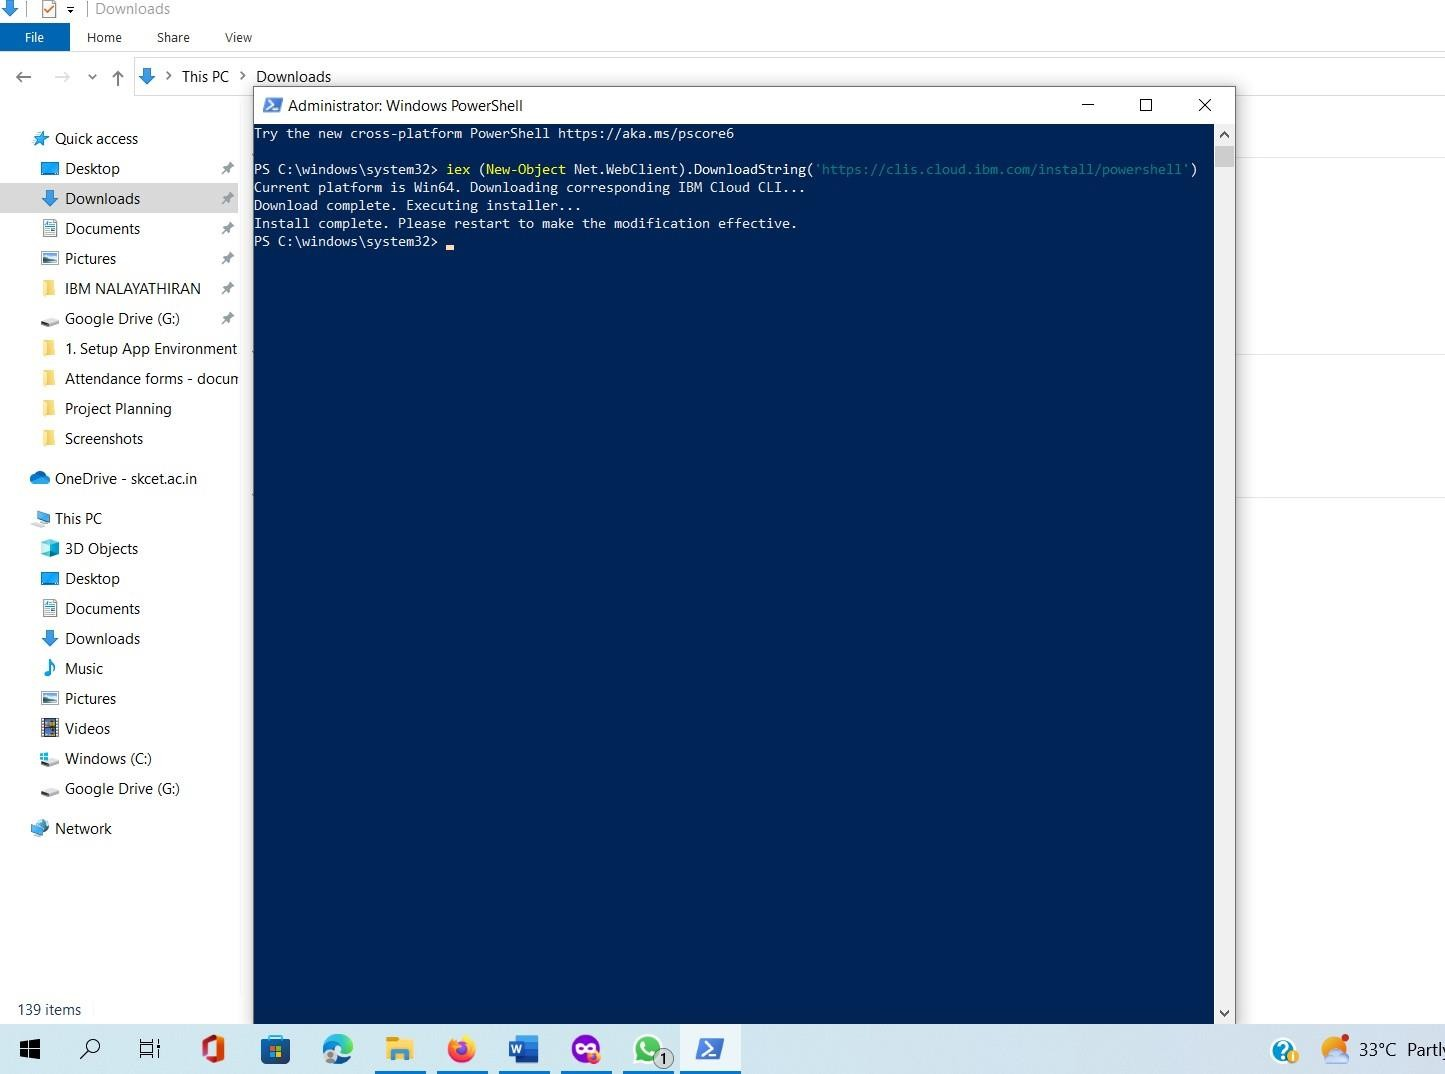 Downloads
File Home Share View
This PC Downloads
Administrator: Windows PowerShell
Try the new cross-platform PowerShell https://aka.ms/pscore6
PS C:\windows\system32> iex (New-Object Net.WebClient).DownloadString('https://clis.cloud.ibm.com/install/powershell')
Current platform is Win64. Downloading corresponding IBM Cloud CLI...
Download complete. Executing installer...
Install complete. Please restart to make the modification effective.
PS C:\windows\system32>
Quick access
Desktop
Downloads
Documents
Pictures
IBM NALAYATHIRAN
Google Drive (G:)
1. Setup App Environment
Attendance forms - docum
Project Planning
Screenshots
OneDrive - skcet.ac.in
This PC
3D Objects
Desktop
Documents
Downloads
Music
Pictures
Videos
Windows (C:)
Google Drive (G:)
Network
139 items
1
33°C Partly